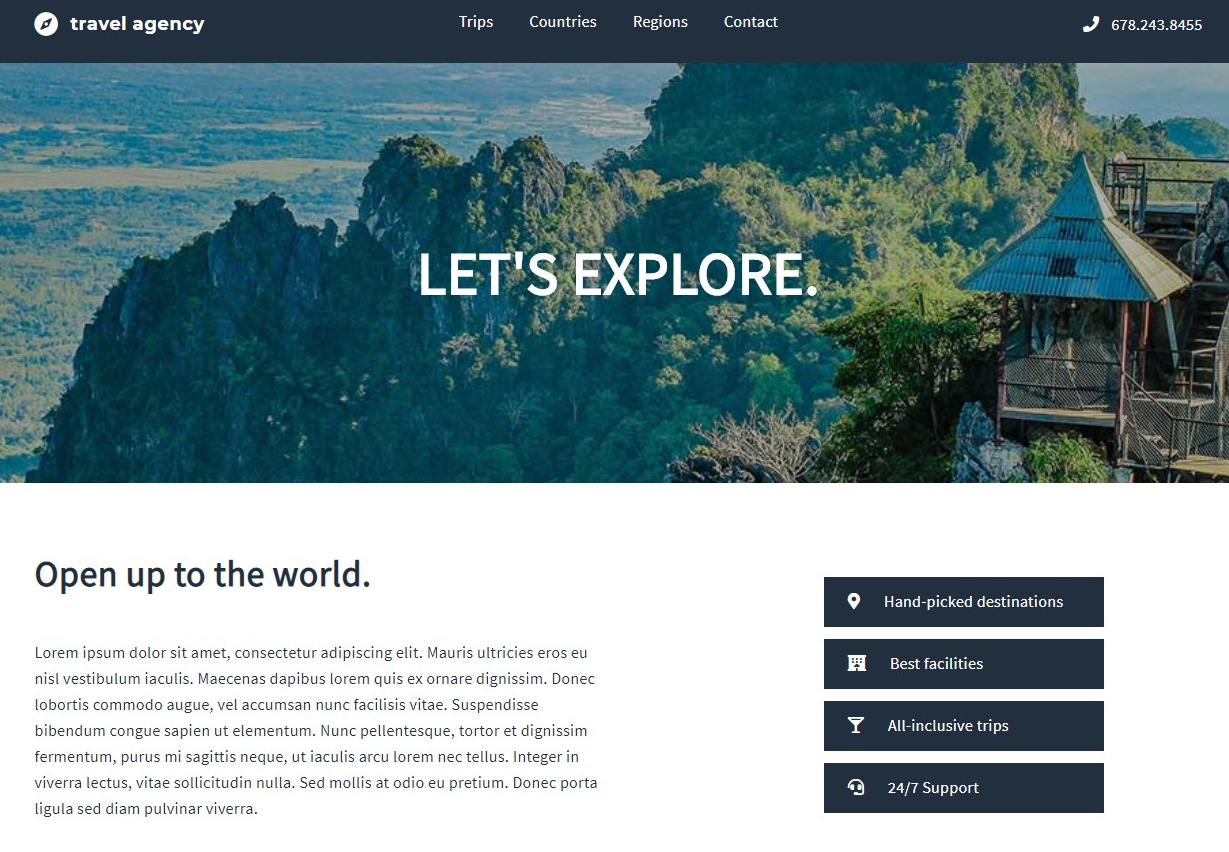 travel agency
Trips Countries Regions Contact
678.243.8455
LET'S EXPLORE.
Open up to the world.
Lorem ipsum dolor sit amet, consectetur adipiscing elit. Mauris ultricies eros eu
nisl vestibulum iaculis. Maecenas dapibus lorem quis ex ornare dignissim. Donec
lobortis commodo augue, vel accumsan nunc facilisis vitae. Suspendisse
bibendum congue sapien ut elementum. Nunc pellentesque, tortor et dignissim
fermentum, purus mi sagittis neque, ut iaculis arcu lorem nec tellus. Integer in
viverra lectus, vitae sollicitudin nulla. Sed mollis at odio eu pretium. Donec porta
ligula sed diam pulvinar viverra.
Hand-picked destinations
Best facilities
All-inclusive trips
24/7 Support